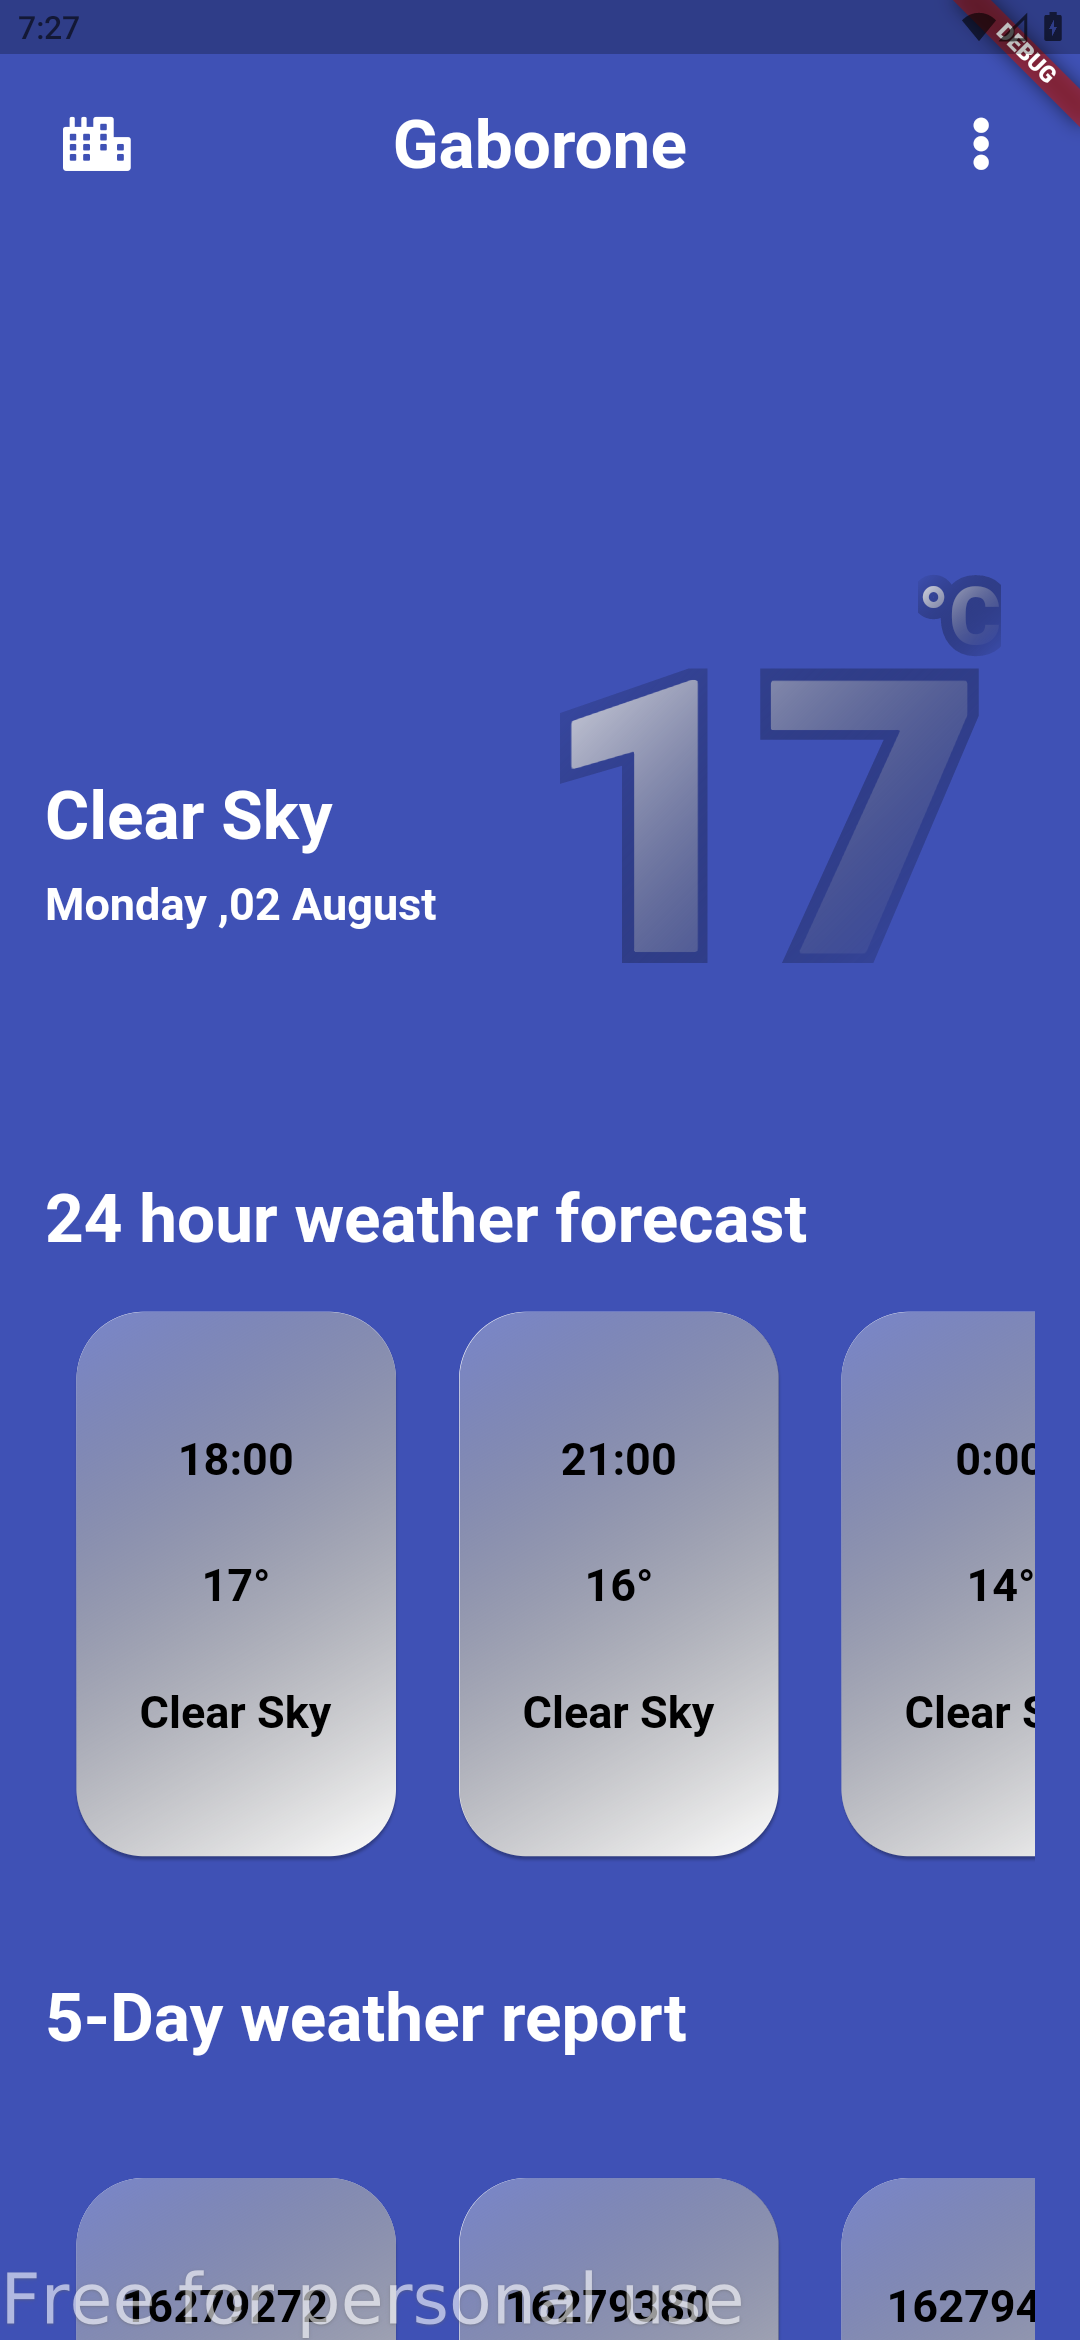 7:27
DEBUG
Gaborone
°C
17
Clear Sky
Monday ,02 August
24 hour weather forecast
18:00 21:00 0:00
17° 16° 14°
Clear Sky Clear Sky Clear S
5-Day weather report
16279272 16279380 162794
Free for personal use